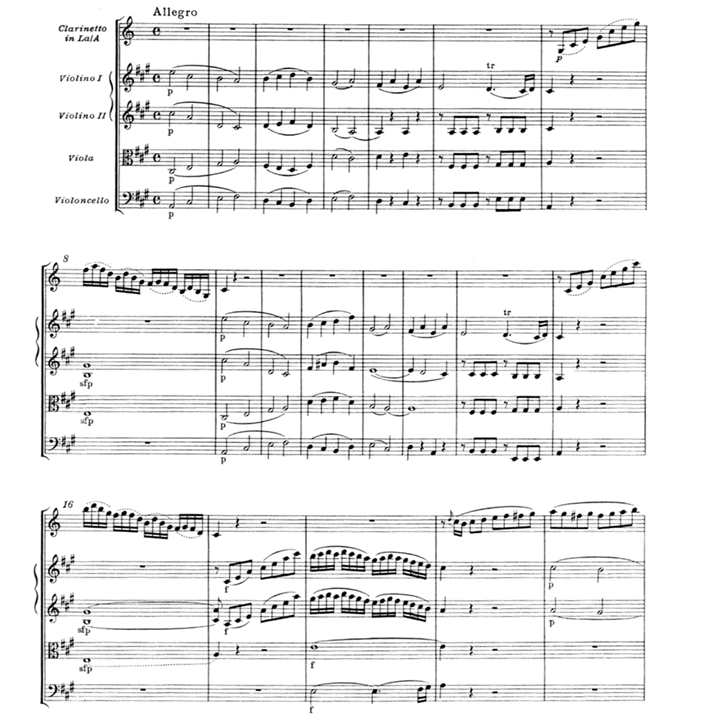 Allegro
Clarinetto
in La/A
Violino I
p
tr
p
Violino II
p
Viola
p
Violoncello
p
8
tr
p
sfp
p
sfp
p
p
16
f
p
sfp
f
p
sfp
f
f